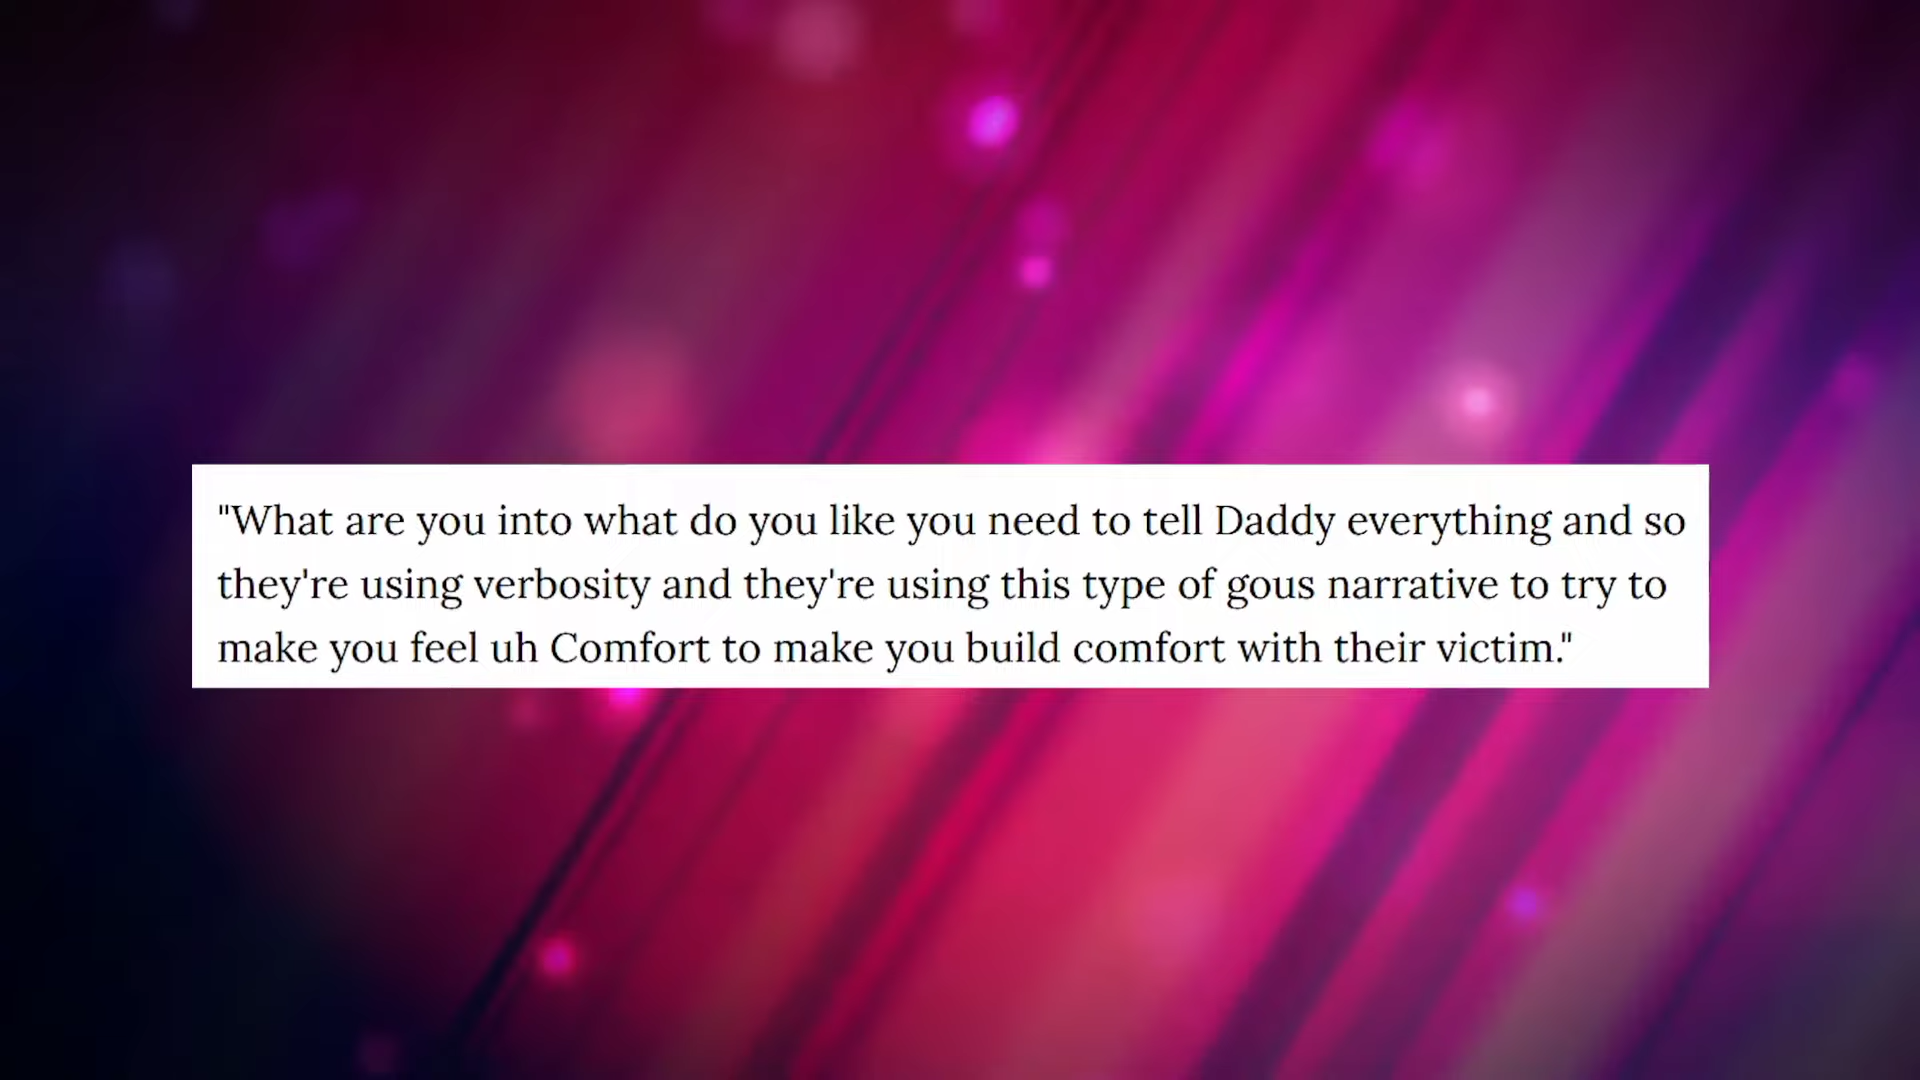 "What are you into what do you like you need to tell Daddy everything and so
they're using verbosity and they're using this type of gous narrative to try to
make you feel uh Comfort to make you build comfort with their victim."